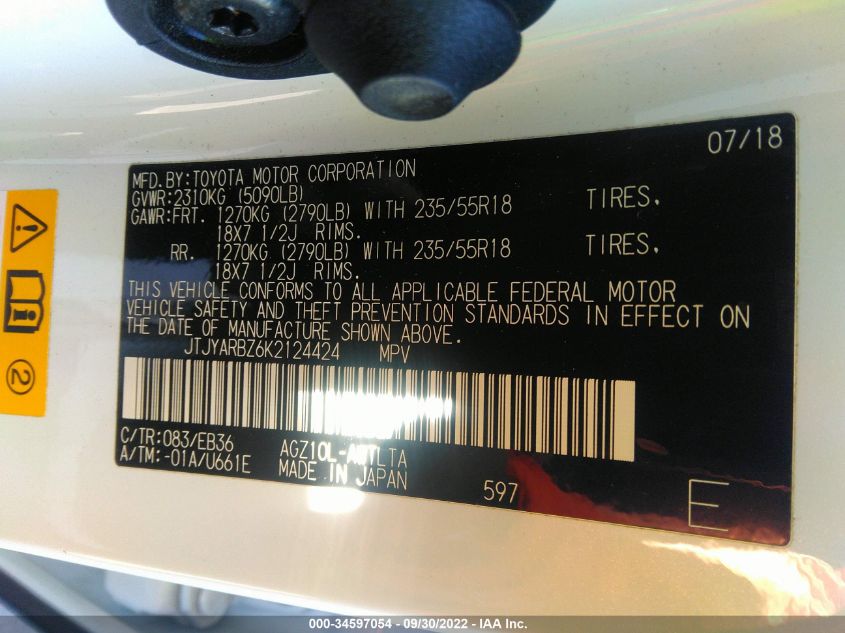 07/18
MFD.BY:TOYOTA MOTOR CORPORATION
GVWR:2310KG (5090LB)
GAWR:FRT. 1270KG (2790LB) WITH 235/55R18 TIRES.
18X7 1/2J RIMS.
RR. 1270KG (2790LB) WITH 235/55R18 TIRES.
18X7 1/2J RIMS.
THIS VEHICLE CONFORMS TO ALL APPLICABLE FEDERAL MOTOR
VEHICLE SAFETY AND THEFT PREVENTION STANDARDS IN EFFECT ON
THE DATE OF MANUFACTURE SHOWN ABOVE.
JTJYARBZ6K2124424 MPV
C/TR:083/EB36
A/TM:-01A/U661E
MADE IN JAPAN
597
E
2
000-34597054 - 09/30/2022 - IAA Inc.